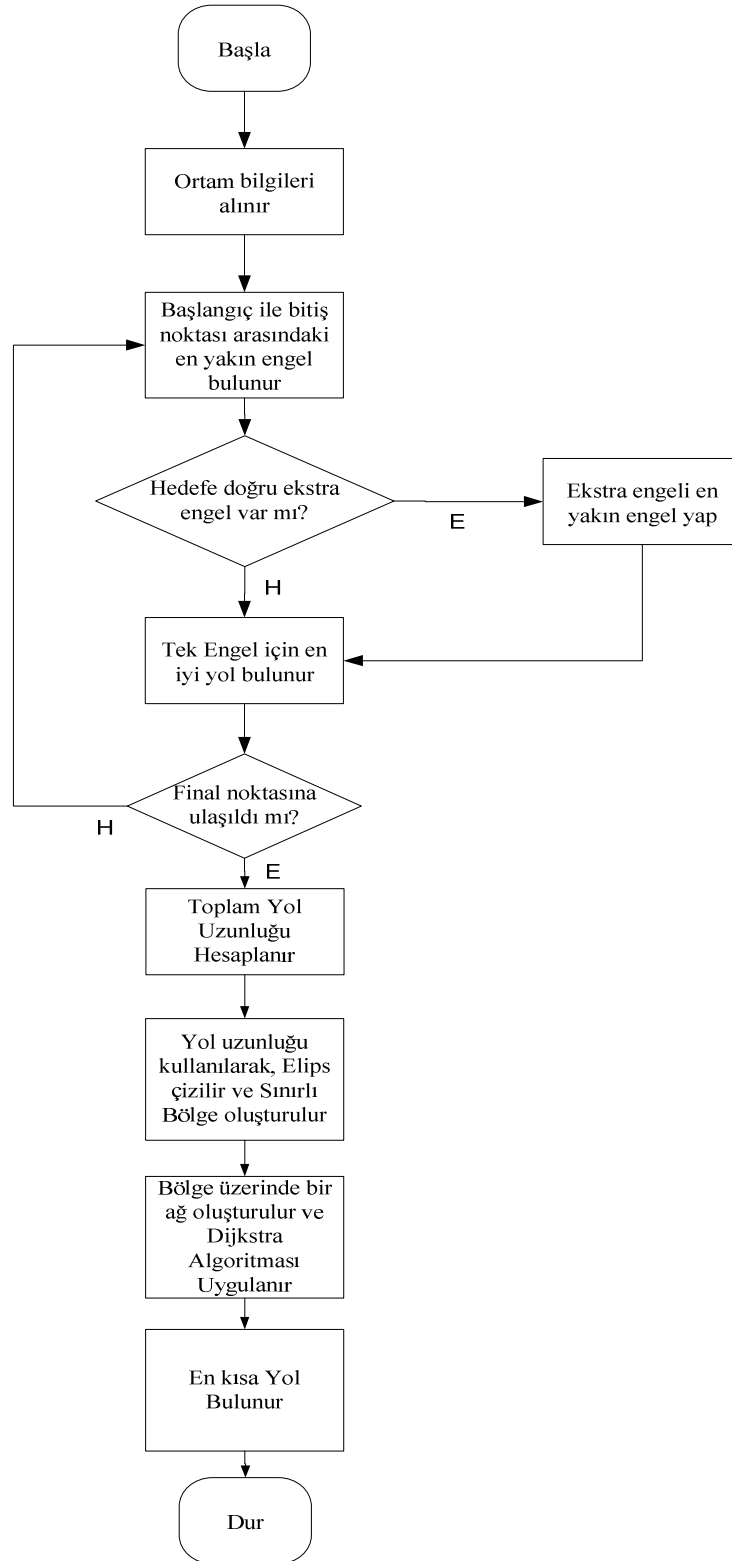 Başla
Ortam bilgileri
alınır
Başlangıç ile bitiş
noktası arasındaki
en yakın engel
bulunur
Hedefe doğru ekstra
engel var mı?
E
Ekstra engeli en
yakın engel yap
H
Tek Engel için en
iyi yol bulunur
Final noktasına
ulaşıldı mı?
H
E
Toplam Yol
Uzunluğu
Hesaplanır
Yol uzunluğu
kullanılarak, Elips
çizilir ve Sınırlı
Bölge oluşturulur
Bölge üzerinde bir
ağ oluşturulur ve
Dijkstra
Algoritması
Uygulanır
En kısa Yol
Bulunur
Dur